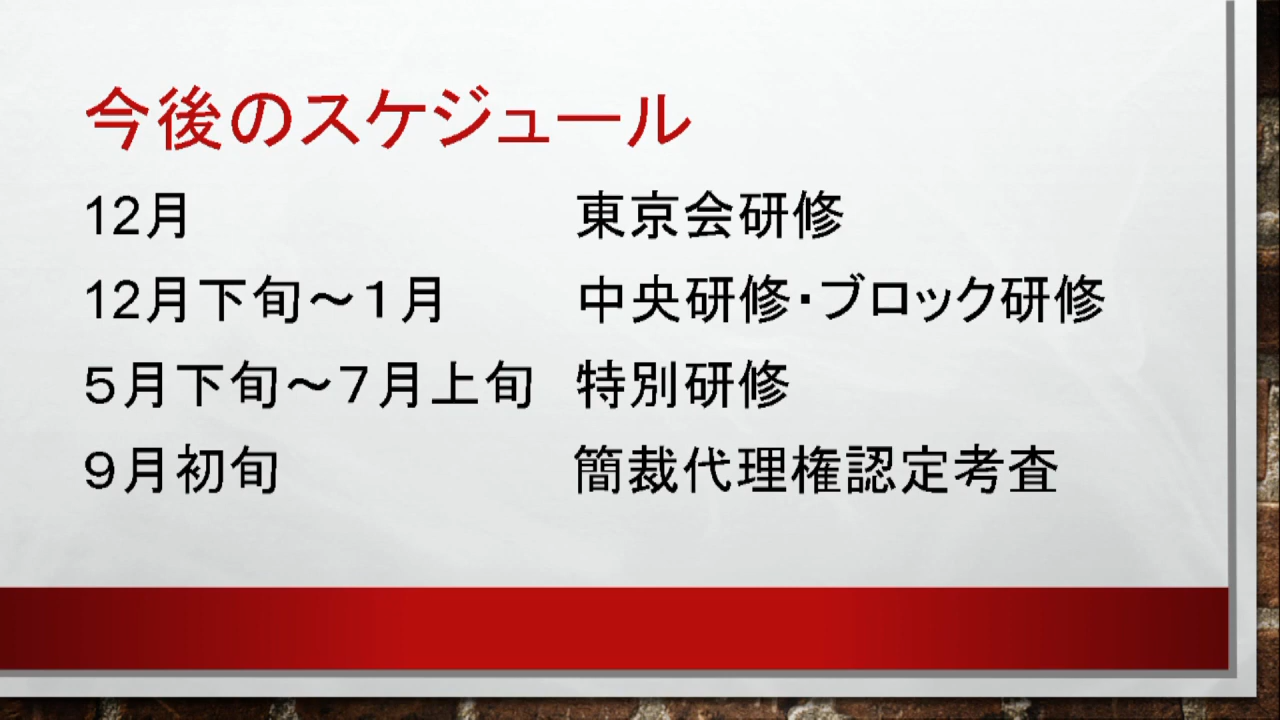 今後のスケジュール
12月 東京会研修
12月下旬～１月 中央研修・ブロック研修
５月下旬～７月上旬 特別研修
９月初旬 簡裁代理権認定考査